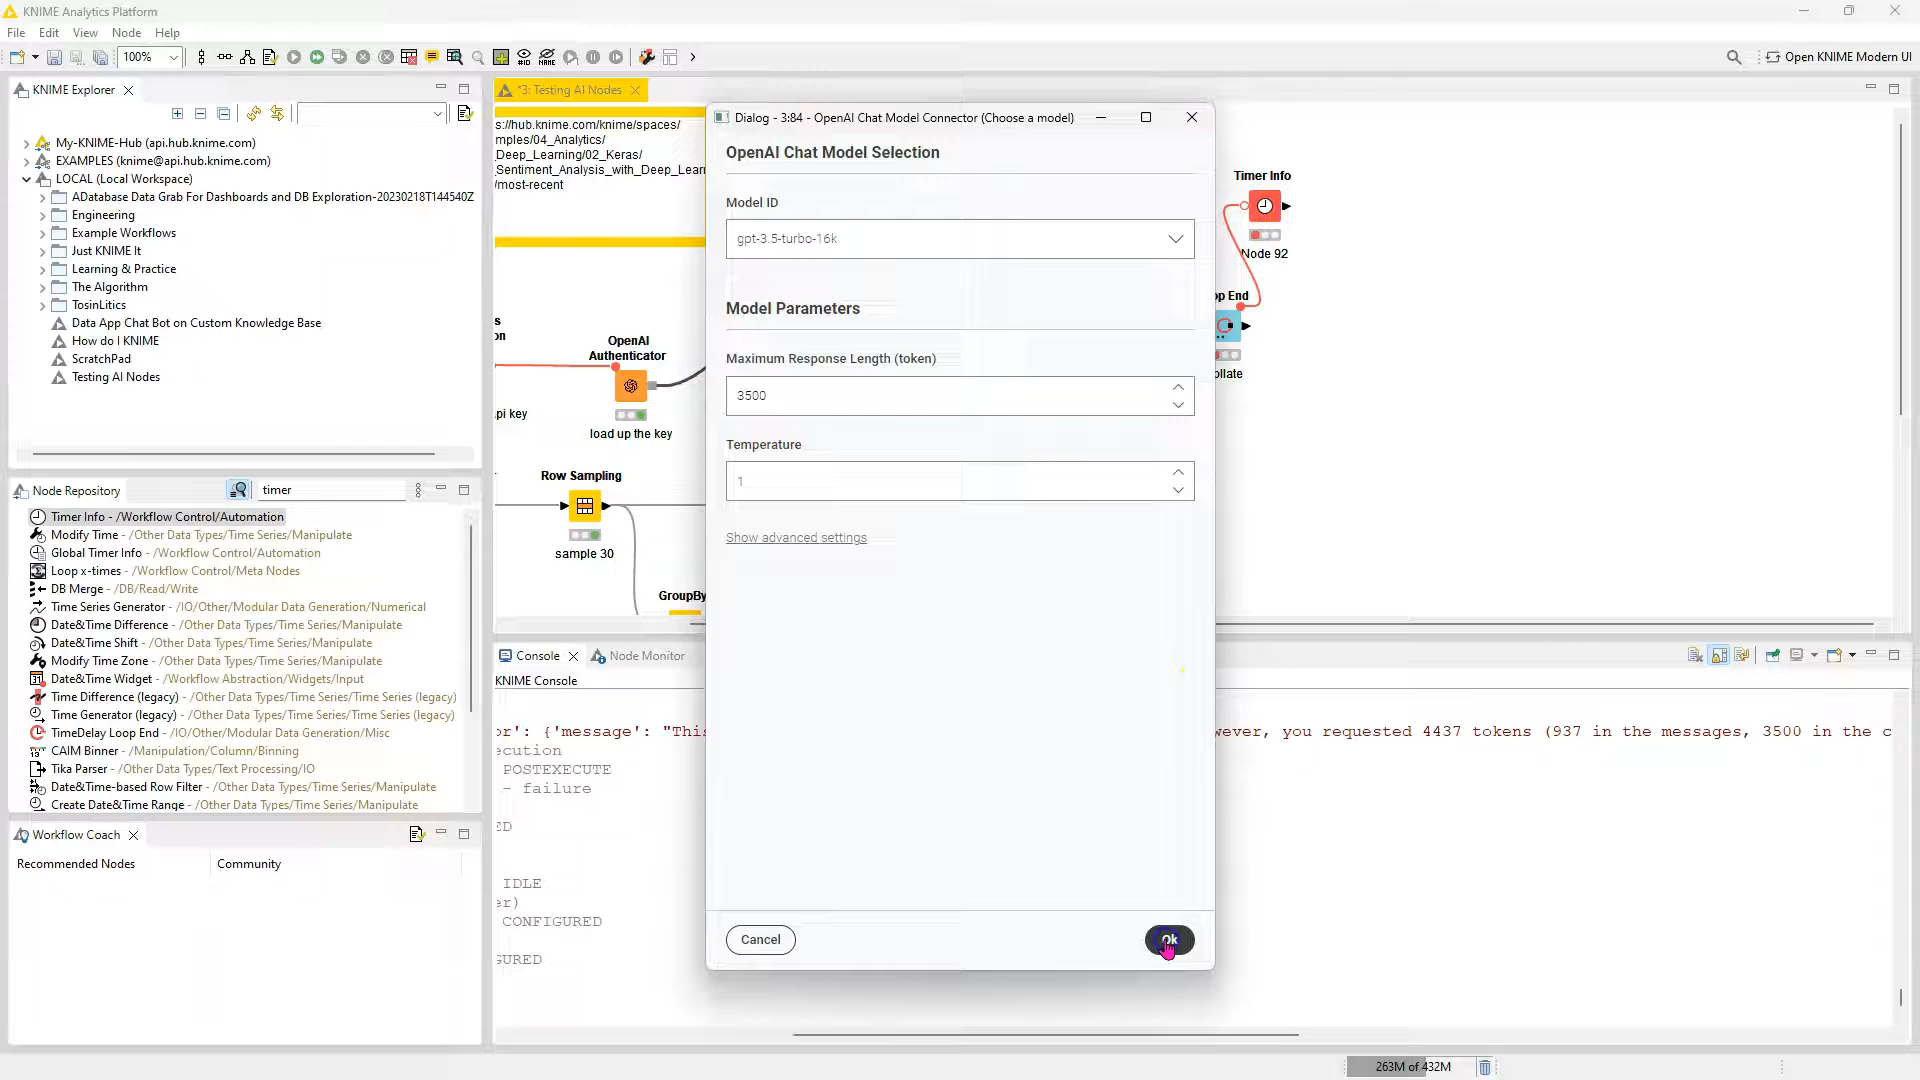 KNIME Analytics Platform
File Edit View Node Help
100%
Open KNIME Modern UI
KNIME Explorer
My-KNIME-Hub (api.hub.knime.com)
EXAMPLES (knime@api.hub.knime.com)
LOCAL (Local Workspace)
ADatabase Data Grab For Dashboards and DB Exploration-20230218T144540Z
Engineering
Example Workflows
Just KNIME It
Learning & Practice
The Algorithm
TosinLitics
Data App Chat Bot on Custom Knowledge Base
How do I KNIME
ScratchPad
Testing AI Nodes
Node Repository
timer
Timer Info - /Workflow Control/Automation
Modify Time - /Other Data Types/Time Series/Manipulate
Global Timer Info - /Workflow Control/Automation
Loop x-times - /Workflow Control/Meta Nodes
DB Merge - /DB/Read/Write
Time Series Generator - /IO/Other/Modular Data Generation/Numerical
Date&Time Difference - /Other Data Types/Time Series/Manipulate
Date&Time Shift - /Other Data Types/Time Series/Manipulate
Modify Time Zone - /Other Data Types/Time Series/Manipulate
Date&Time Widget - /Workflow Abstraction/Widgets/Input
Time Difference (legacy) - /Other Data Types/Time Series/Time Series (legacy)
Time Generator (legacy) - /Other Data Types/Time Series/Time Series (legacy)
TimeDelay Loop End - /IO/Other/Modular Data Generation/Misc
CAIM Binner - /Manipulation/Column/Binning
Tika Parser - /Other Data Types/Text Processing/IO
Date&Time-based Row Filter - /Other Data Types/Time Series/Manipulate
Create Date&Time Range - /Other Data Types/Time Series/Manipulate
Workflow Coach
Recommended Nodes Community
*3: Testing AI Nodes
s://hub.knime.com/knime/spaces/
mples/04_Analytics/
_Deep_Learning/02_Keras/
_Sentiment_Analysis_with_Deep_Learn
/most-recent
s
on
OpenAI
Authenticator
pi key
load up the key
Row Sampling
sample 30
GroupBy
Timer Info
Node 92
op End
ollate
Dialog - 3:84 - OpenAI Chat Model Connector (Choose a model)
OpenAI Chat Model Selection
Model ID
gpt-3.5-turbo-16k
Model Parameters
Maximum Response Length (token)
3500
Temperature
1
Show advanced settings
Cancel
Ok
Console Node Monitor
KNIME Console
or': {'message': "This
wever, you requested 4437 tokens (937 in the messages, 3500 in the c
cution
POSTEXECUTE
- failure
ED
IDLE
er)
CONFIGURED
GURED
263M of 432M